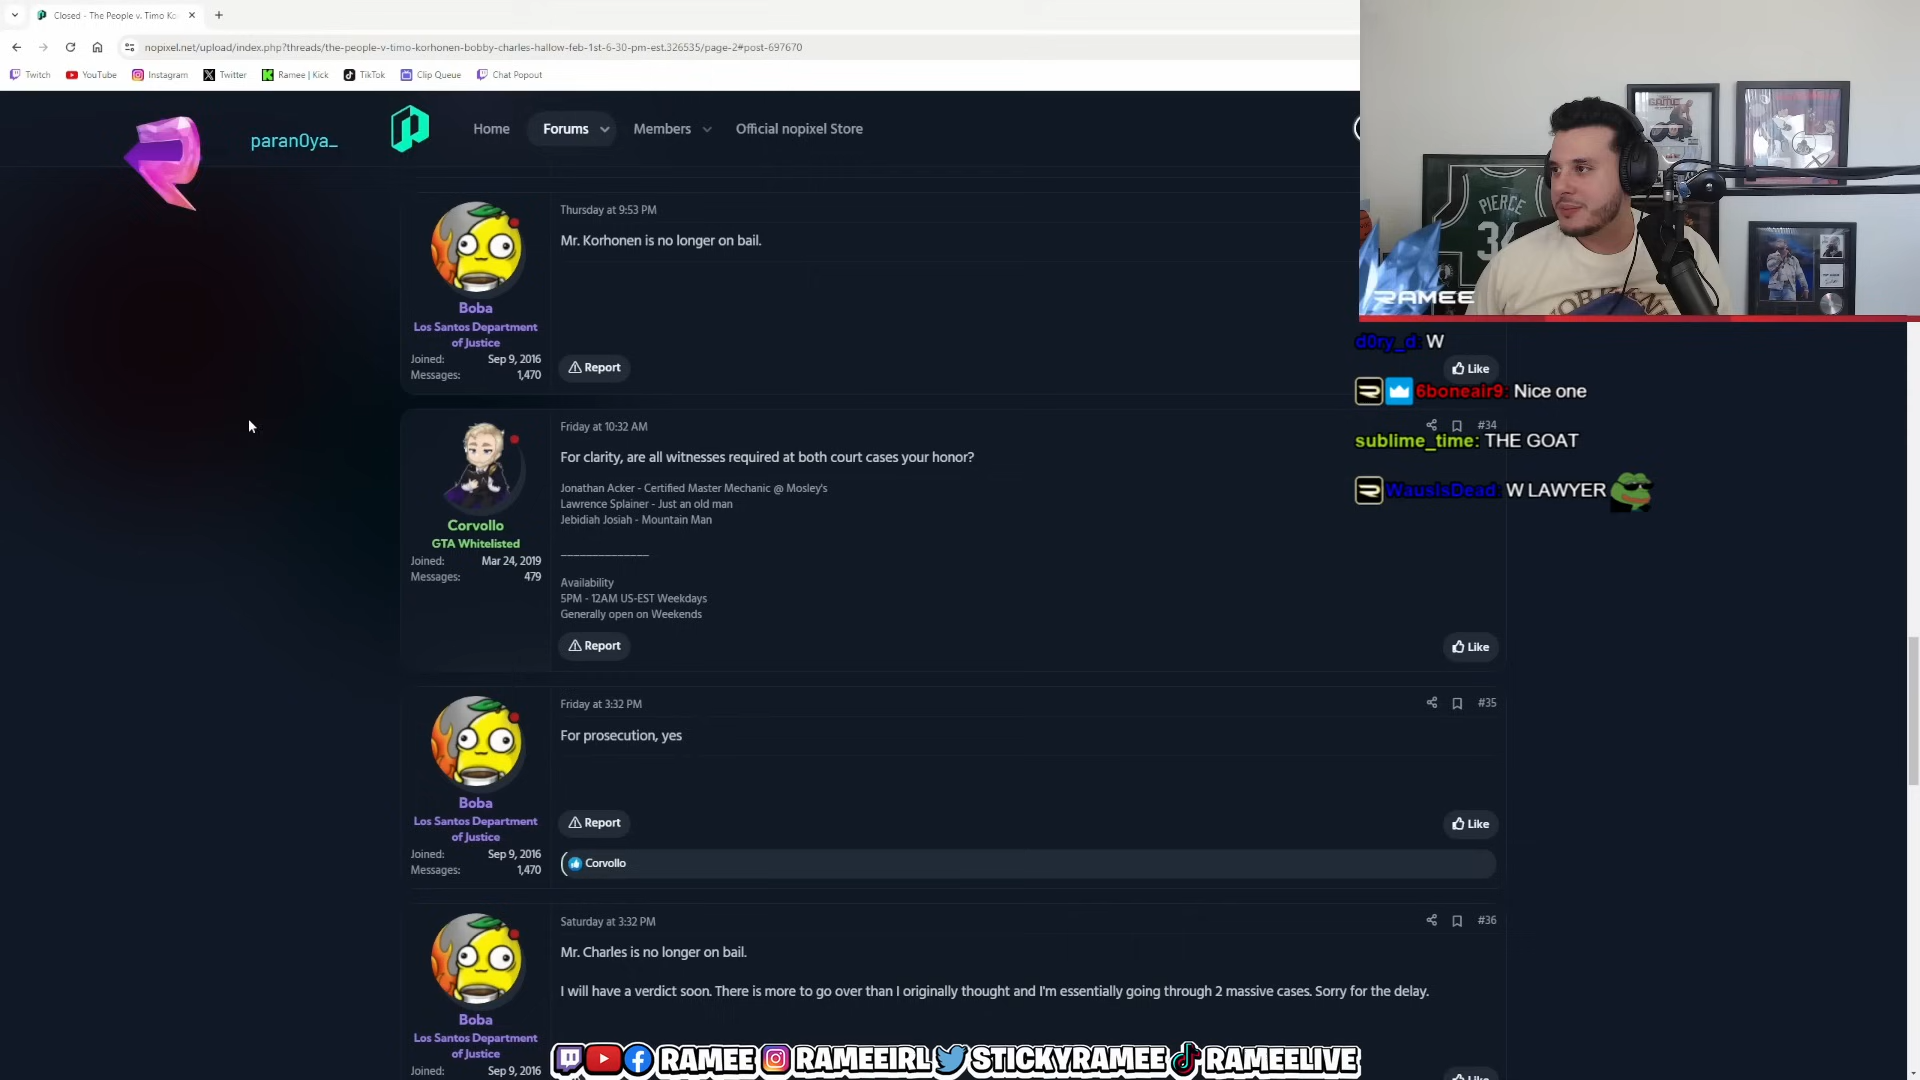 Closed - The People v. Timo Ko
nopixel.net/upload/index.php?threads/the-people-v-timo-korhonen-bobby-charles-hallow-feb-1st-6-30-pm-est.326535/page-2#post-697670
Twitch YouTube Instagram Twitter Ramee | Kick TikTok Clip Queue Chat Popout
paran0ya_
Home Forums Members Official nopixel Store
Thursday at 9:53 PM
Mr. Korhonen is no longer on bail.
Boba
Los Santos Department
of Justice
Joined: Sep 9, 2016
Messages: 1,470
Report
Like
Friday at 10:32 AM
#34
For clarity, are all witnesses required at both court cases your honor?
Jonathan Acker - Certified Master Mechanic @ Mosley's
Lawrence Splainer - Just an old man
Jebidiah Josiah - Mountain Man
_______________
Corvollo
GTA Whitelisted
Joined: Mar 24, 2019
Messages: 479
Availability
5PM - 12AM US-EST Weekdays
Generally open on Weekends
Report
Like
Friday at 3:32 PM
#35
For prosecution, yes
Boba
Los Santos Department
of Justice
Joined: Sep 9, 2016
Messages: 1,470
Report
Like
Corvollo
Saturday at 3:32 PM
#36
Mr. Charles is no longer on bail.
I will have a verdict soon. There is more to go over than I originally thought and I'm essentially going through 2 massive cases. Sorry for the delay.
Boba
Los Santos Department
of Justice
Joined: Sep 9, 2016
Like
PIERCE
34
RAMEE
d0ry_d: W
6boneair9: Nice one
sublime_time: THE GOAT
WausIsDead: W LAWYER
RAMEE RAMEEIRL STICKYRAMEE RAMEELIVE